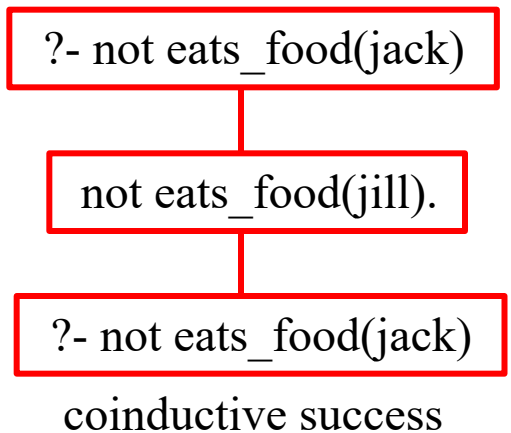 ?- not eats_food(jack)
not eats_food(jill).
?- not eats_food(jack)
coinductive success